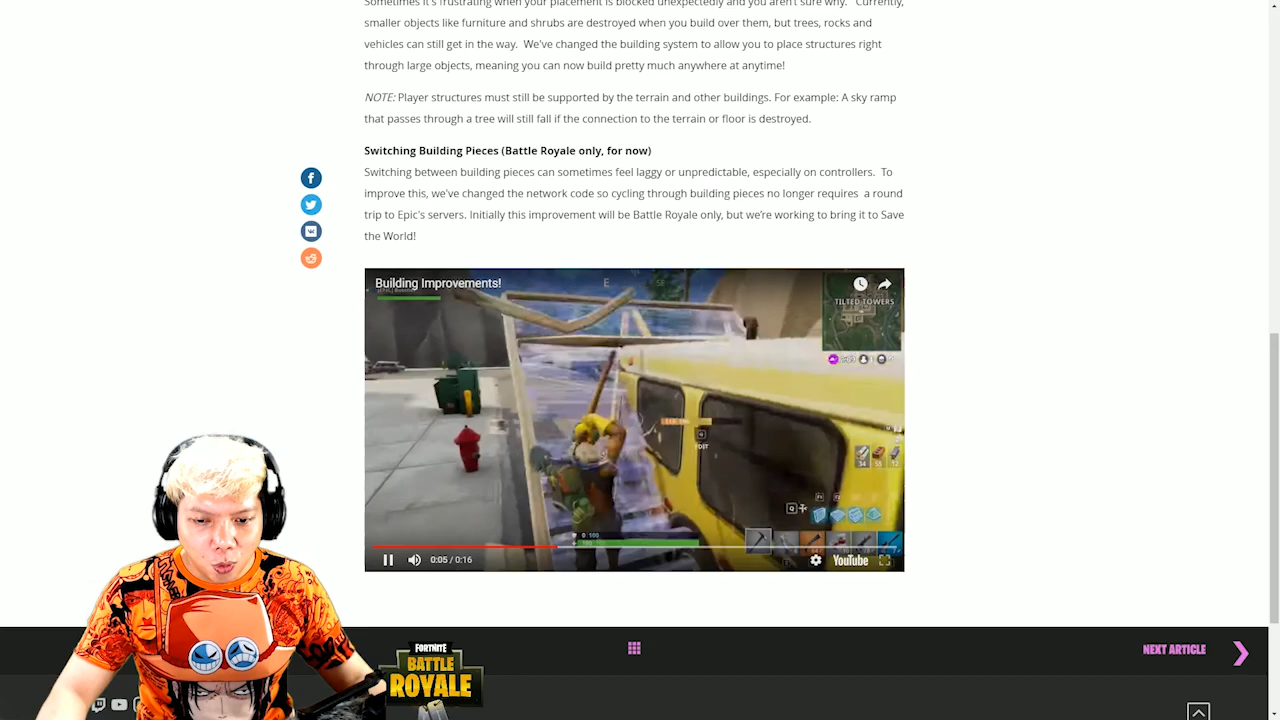 Sometimes it's frustrating when your placement is blocked unexpectedly and you aren't sure why. Currently,
smaller objects like furniture and shrubs are destroyed when you build over them, but trees, rocks and
vehicles can still get in the way. We've changed the building system to allow you to place structures right
through large objects, meaning you can now build pretty much anywhere at anytime!
NOTE: Player structures must still be supported by the terrain and other buildings. For example: A sky ramp
that passes through a tree will still fall if the connection to the terrain or floor is destroyed.
Switching Building Pieces (Battle Royale only, for now)
Switching between building pieces can sometimes feel laggy or unpredictable, especially on controllers. To
improve this, we've changed the network code so cycling through building pieces no longer requires a round
trip to Epic's servers. Initially this improvement will be Battle Royale only, but we're working to bring it to Save
the World!
Building Improvements!
E
SE
TILTED TOWERS
EDIT
34
Q
0:05 / 0:16
YouTube
FORTNITE
BATTLE
ROYALE
NEXT ARTICLE